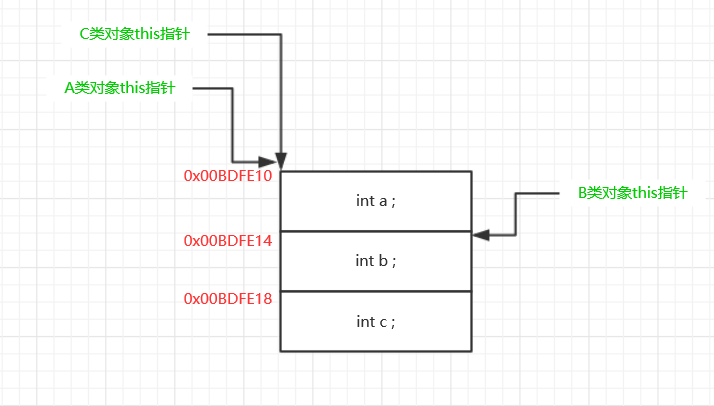 C类对象this指针
A类对象this指针
0x00BDFE10
int a ;
B类对象this指针
0x00BDFE14
int b ;
0x00BDFE18
int c ;